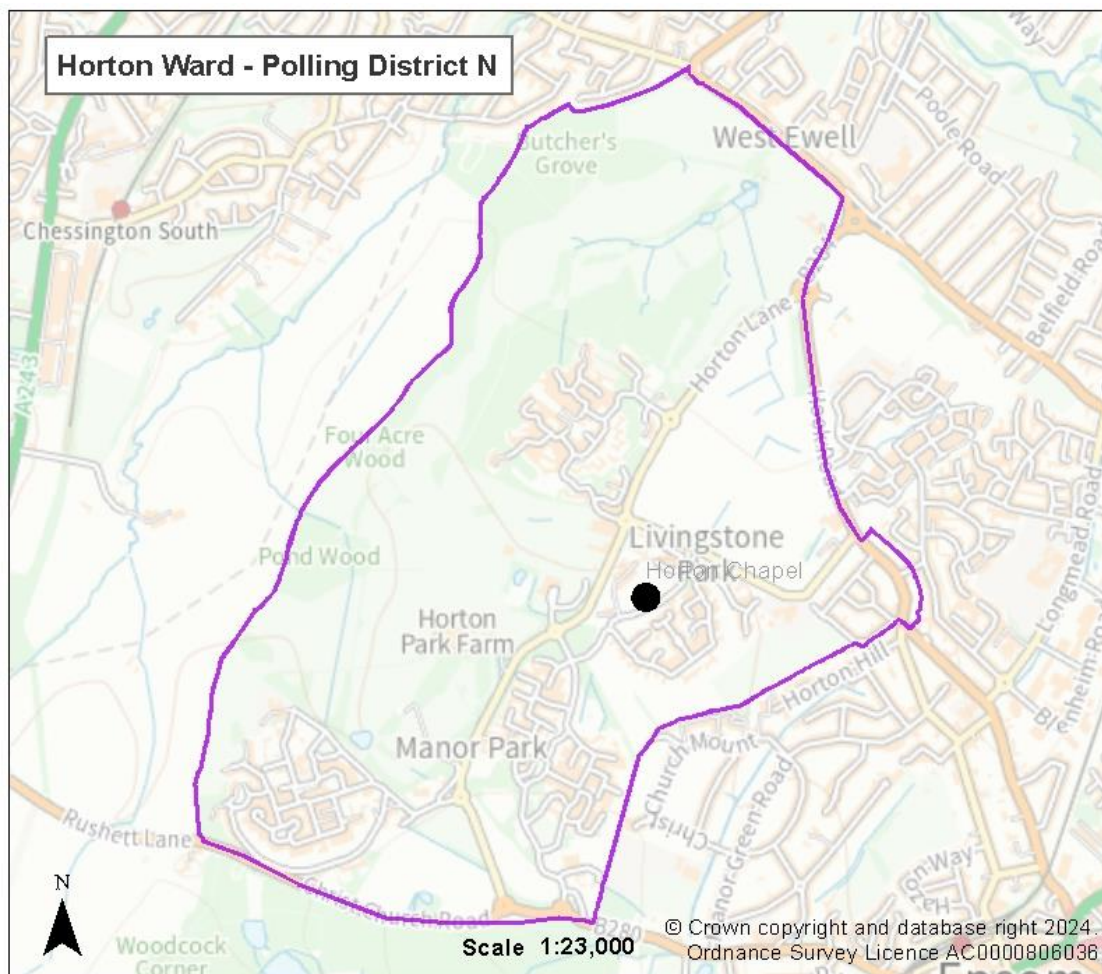 Horton Ward - Polling District N
Way
West Ewell
Poole Road
Butcher's
Grove
Chessington South
B284
Belfield Road
Horton Lane
A243
Four Acre
Wood
Longmead Road
Livingstone
Park
Horton Chapel
Pond Wood
Horton
Park Farm
Blenheim Road
Horton Hill
Manor Park
Christ Church Mount
Manor Green Road
Rushett Lane
Christ Church Road
B280
Woodcock
Corner
N
Scale 1:23,000
© Crown copyright and database right 2024.
Ordnance Survey Licence AC0000806036